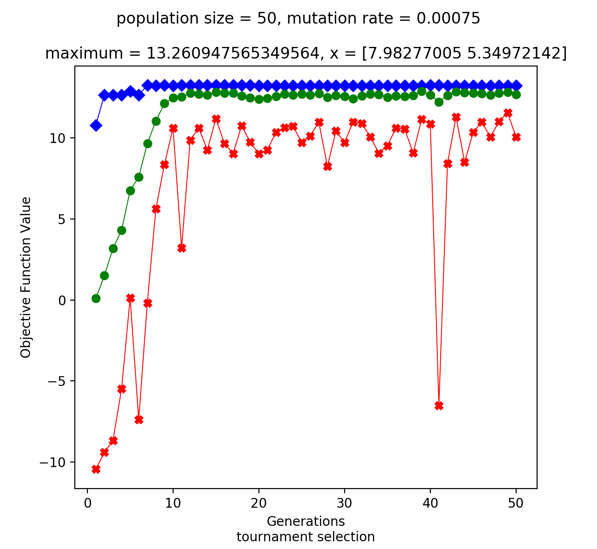 population size = 50, mutation rate = 0.00075
maximum = 13.260947565349564, x = [7.98277005 5.34972142]
10
5
0
−5
−10
Objective Function Value
0 10 20 30 40 50
Generations
tournament selection